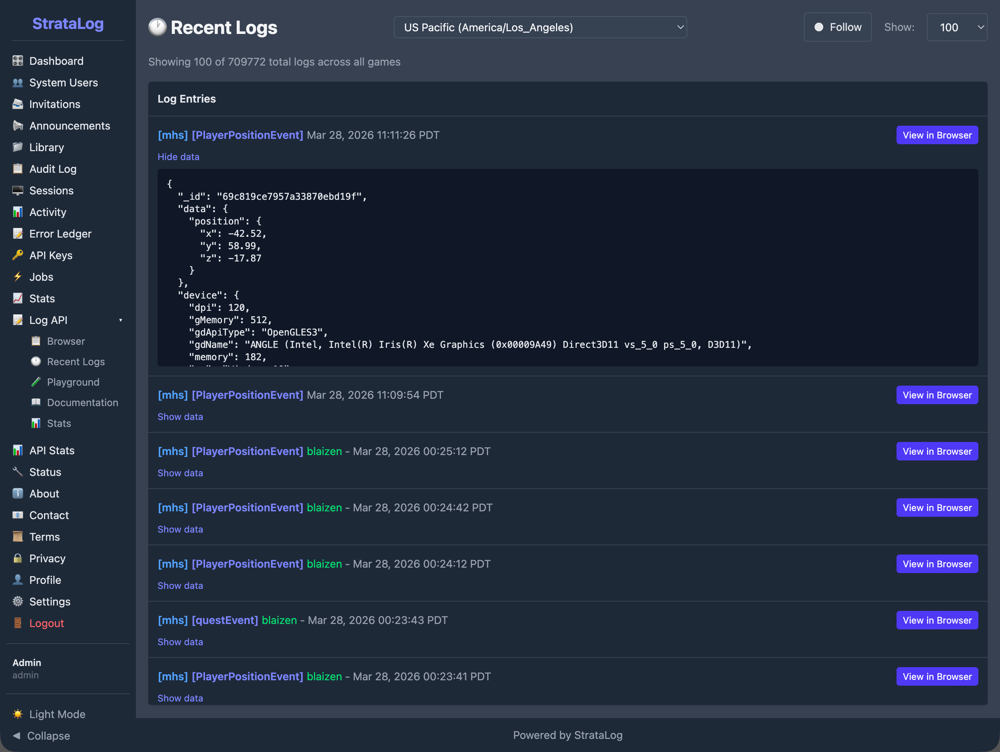 StrataLog
Dashboard
System Users
Invitations
Announcements
Library
Audit Log
Sessions
Activity
Error Ledger
API Keys
Jobs
Stats
Log API
Browser
Recent Logs
Playground
Documentation
Stats
API Stats
Status
About
Contact
Terms
Privacy
Profile
Settings
Logout
Admin
admin
Light Mode
Collapse
Recent Logs
US Pacific (America/Los_Angeles)
Follow
Show:
100
Showing 100 of 709772 total logs across all games
Log Entries
[mhs] [PlayerPositionEvent] Mar 28, 2026 11:11:26 PDT
View in Browser
Hide data
{
"_id": "69c819ce7957a33870ebd19f",
"data": {
"position": {
"x": -42.52,
"y": 58.99,
"z": -17.87
}
},
"device": {
"dpi": 120,
"gMemory": 512,
"gdApiType": "OpenGLES3",
"gdName": "ANGLE (Intel, Intel(R) Iris(R) Xe Graphics (0x00009A49) Direct3D11 vs_5_0 ps_5_0, D3D11)",
"memory": 182,
[mhs] [PlayerPositionEvent] Mar 28, 2026 11:09:54 PDT
View in Browser
Show data
[mhs] [PlayerPositionEvent] blaizen - Mar 28, 2026 00:25:12 PDT
View in Browser
Show data
[mhs] [PlayerPositionEvent] blaizen - Mar 28, 2026 00:24:42 PDT
View in Browser
Show data
[mhs] [PlayerPositionEvent] blaizen - Mar 28, 2026 00:24:12 PDT
View in Browser
Show data
[mhs] [questEvent] blaizen - Mar 28, 2026 00:23:43 PDT
View in Browser
Show data
[mhs] [PlayerPositionEvent] blaizen - Mar 28, 2026 00:23:41 PDT
View in Browser
Show data
Powered by StrataLog